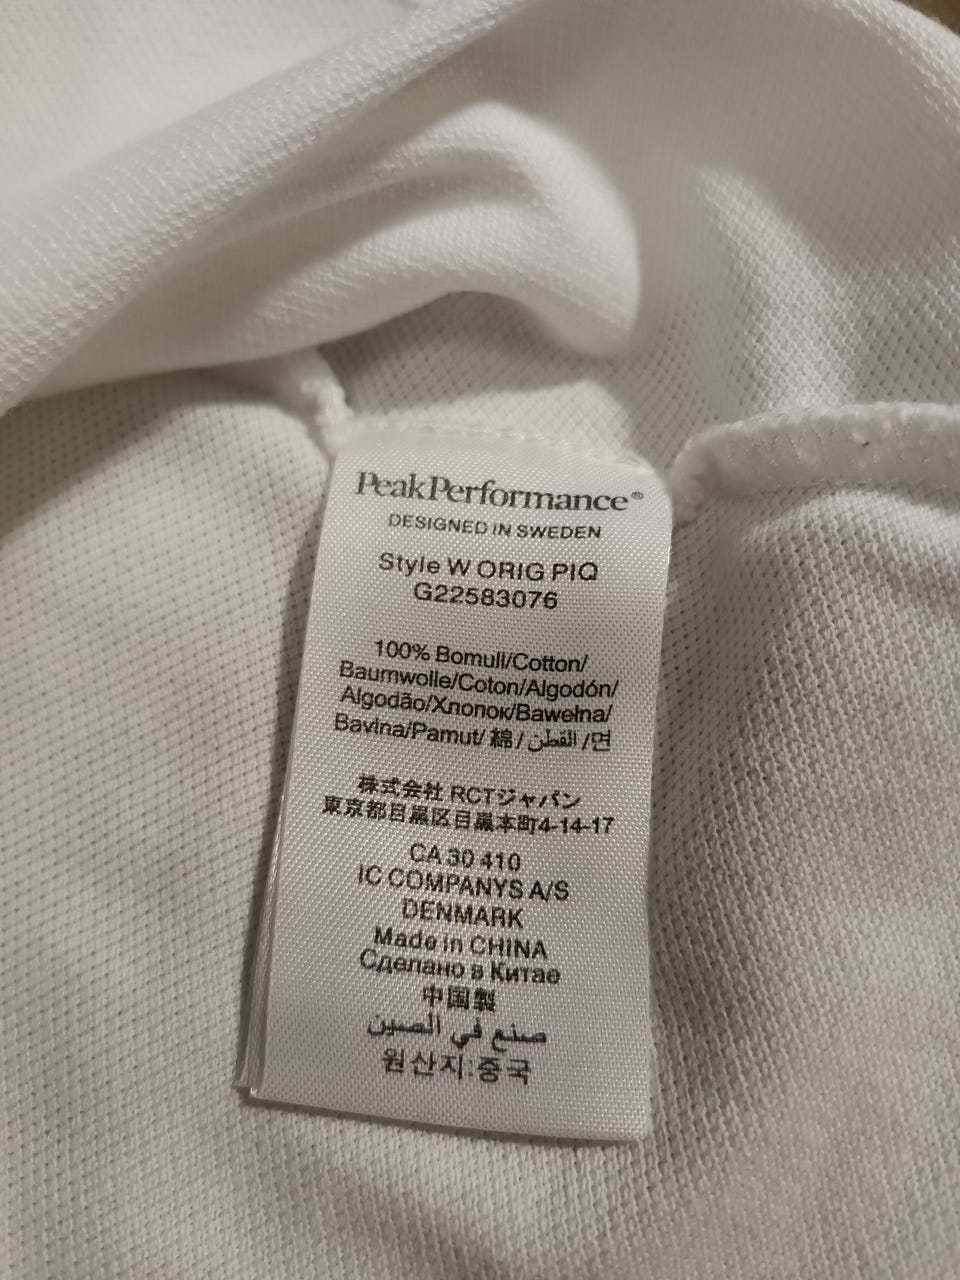 PeakPerformance®
DESIGNED IN SWEDEN
Style W ORIG PIQ
G22583076
100% Bomull/Cotton/
Baumwolle/Coton/Algodón/
Algodão/Хлопок/Bawełna/
Bavlna/Pamut/ 綿 / القطن /면
株式会社 RCTジャパン
東京都目黒区目黒本町4-14-17
CA 30 410
IC COMPANYS A/S
DENMARK
Made in CHINA
Сделано в Китае
中国製
صنع في الصين
원산지:중국